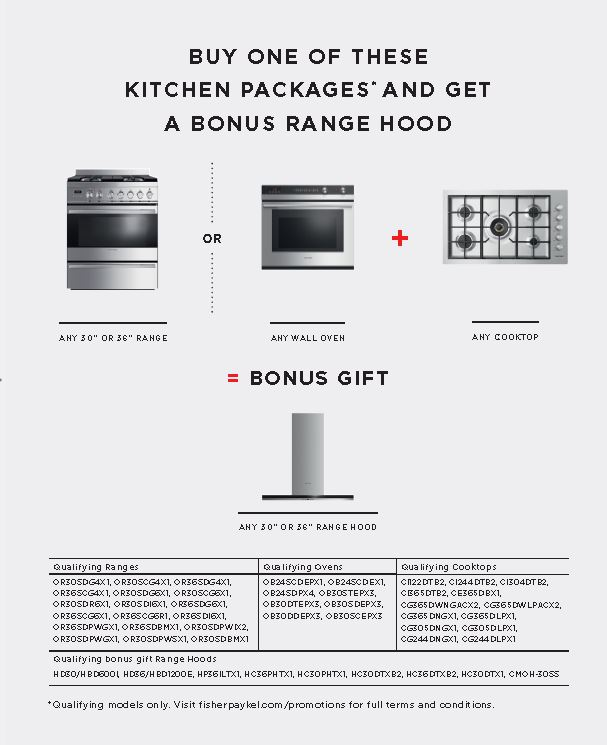 BUY ONE OF THESE
KITCHEN PACKAGES* AND GET
A BONUS RANGE HOOD
OR
+
ANY 30" OR 36" RANGE
ANY WALL OVEN
ANY COOKTOP
= BONUS GIFT
ANY 30" OR 36" RANGE HOOD
Qualifying Ranges
OR30SDG4X1, OR30SCG4X1, OR36SDG4X1,
OR36SCG4X1, OR30SDG6X1, OR30SCG6X1,
OR30SDR6X1, OR30SDI6X1, OR36SDG6X1,
OR36SCG6X1, OR36SCG6R1, OR36SDI6X1,
OR36SDPWGX1, OR36SDBMX1, OR30SDPWIX2,
OR30SDPWGX1, OR30SDPWSX1, OR30SDBMX1
Qualifying Ovens
OB24SCDEPX1, OB24SCDEX1,
OB24SDPX4, OB30STEPX3,
OB30DTEPX3, OB30SDEPX3,
OB30DDEPX3, OB30SCEPX3
Qualifying Cooktops
CI122DTB2, CI244DTB2, CI304DTB2,
CI365DTB2, CE365DBX1,
CG365DWNGACX2, CG365DWLPACX2,
CG365DNGX1, CG365DLPX1,
CG305DNGX1, CG305DLPX1,
CG244DNGX1, CG244DLPX1
Qualifying bonus gift Range Hoods
HD30/HBD600I, HD36/HBD1200E, HP36ILTX1, HC36PHTX1, HC30PHTX1, HC30DTXB2, HC36DTXB2, HC30DTX1, CMOH-30SS
*Qualifying models only. Visit fisherpaykel.com/promotions for full terms and conditions.